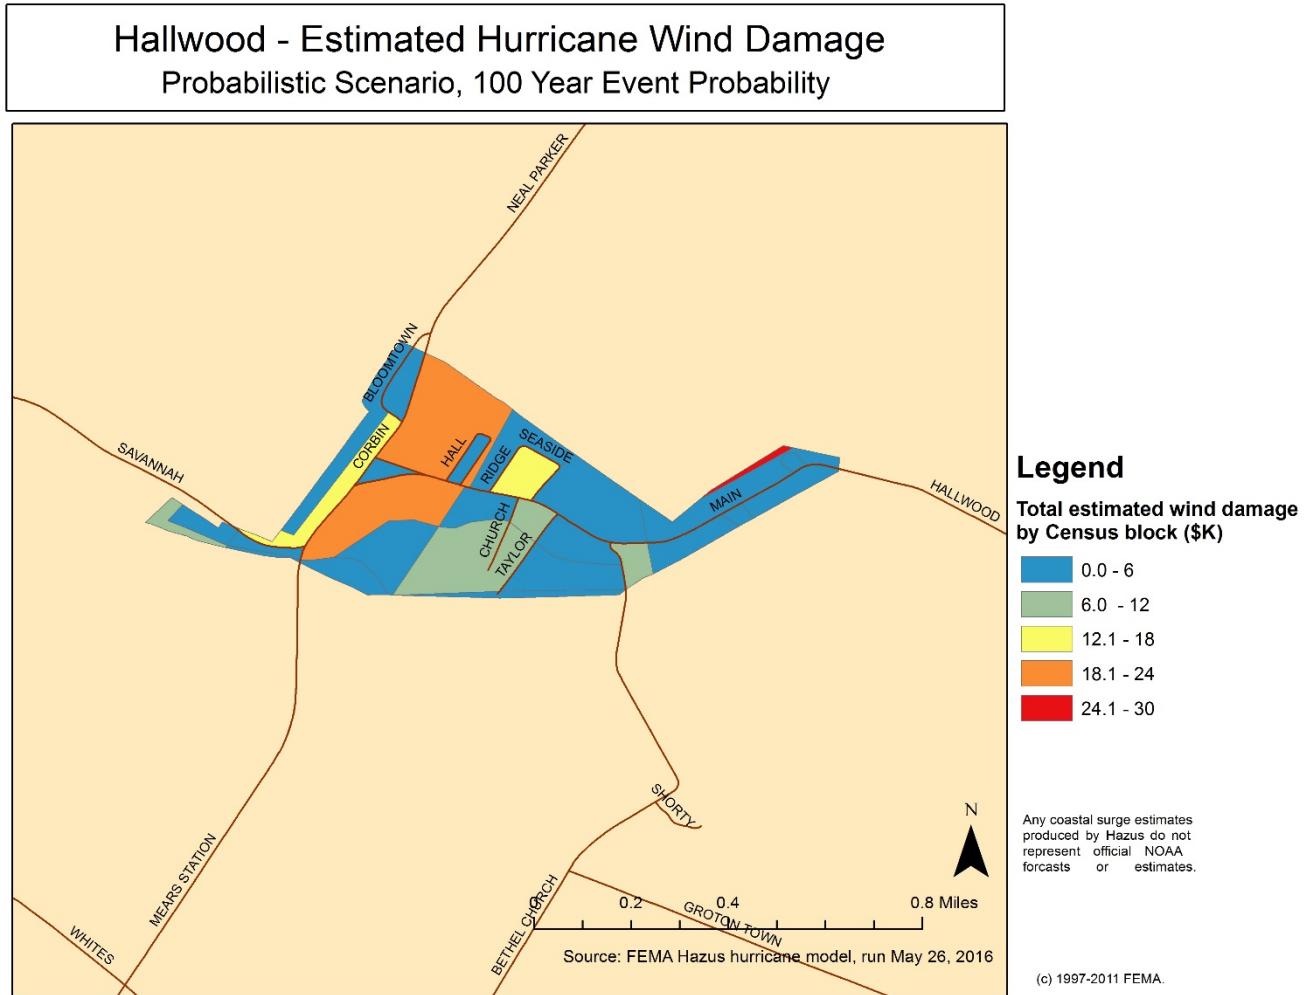 Hallwood - Estimated Hurricane Wind Damage
Probabilistic Scenario, 100 Year Event Probability
NEAL PARKER
BLOOMTOWN
SAVANNAH
CORBIN
HALL
RIDGE
SEASIDE
MAIN
HALLWOOD
CHURCH
TAYLOR
SHORTY
MEARS STATION
WHITES
BETHEL CHURCH
GROTON TOWN
N
0 0.2 0.4 0.8 Miles
Source: FEMA Hazus hurricane model, run May 26, 2016
Legend
Total estimated wind damage
by Census block ($K)
0.0 - 6
6.0 - 12
12.1 - 18
18.1 - 24
24.1 - 30
Any coastal surge estimates
produced by Hazus do not
represent official NOAA
forcasts or estimates.
(c) 1997-2011 FEMA.